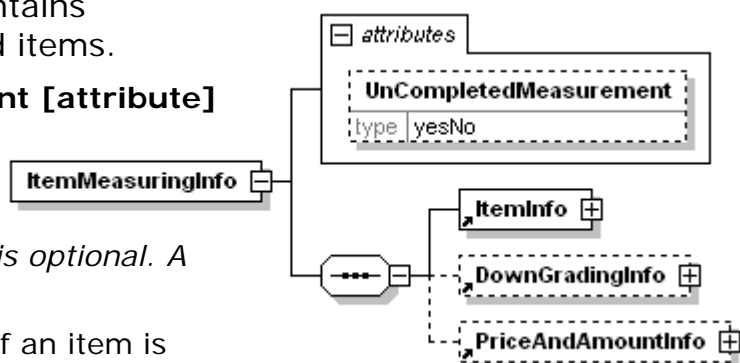 ntains
d items.
nt [attribute]
is optional. A
f an item is
attributes
UnCompletedMeasurement
type yesNo
ItemMeasuringInfo
ItemInfo
DownGradingInfo
PriceAndAmountInfo